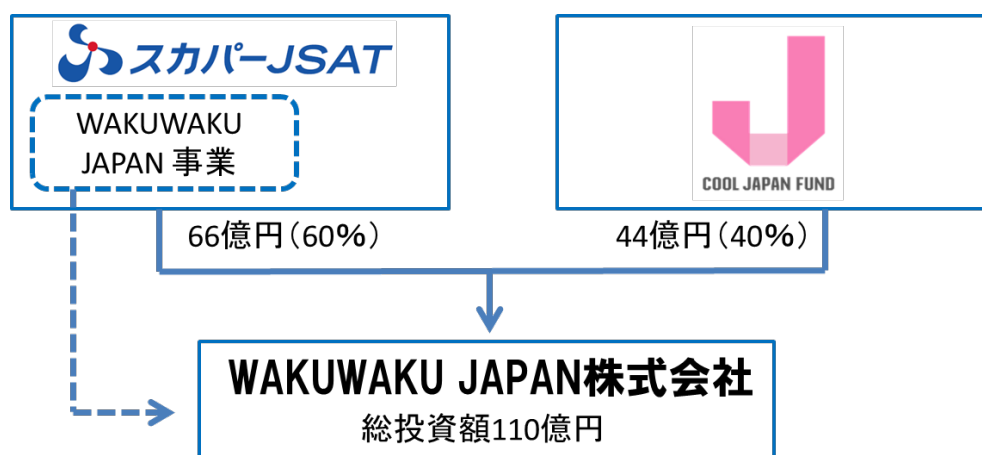 スカパーJSAT
WAKUWAKU
JAPAN 事業
COOL JAPAN FUND
66億円（60％）
44億円（40％）
WAKUWAKU JAPAN株式会社
総投資額110億円